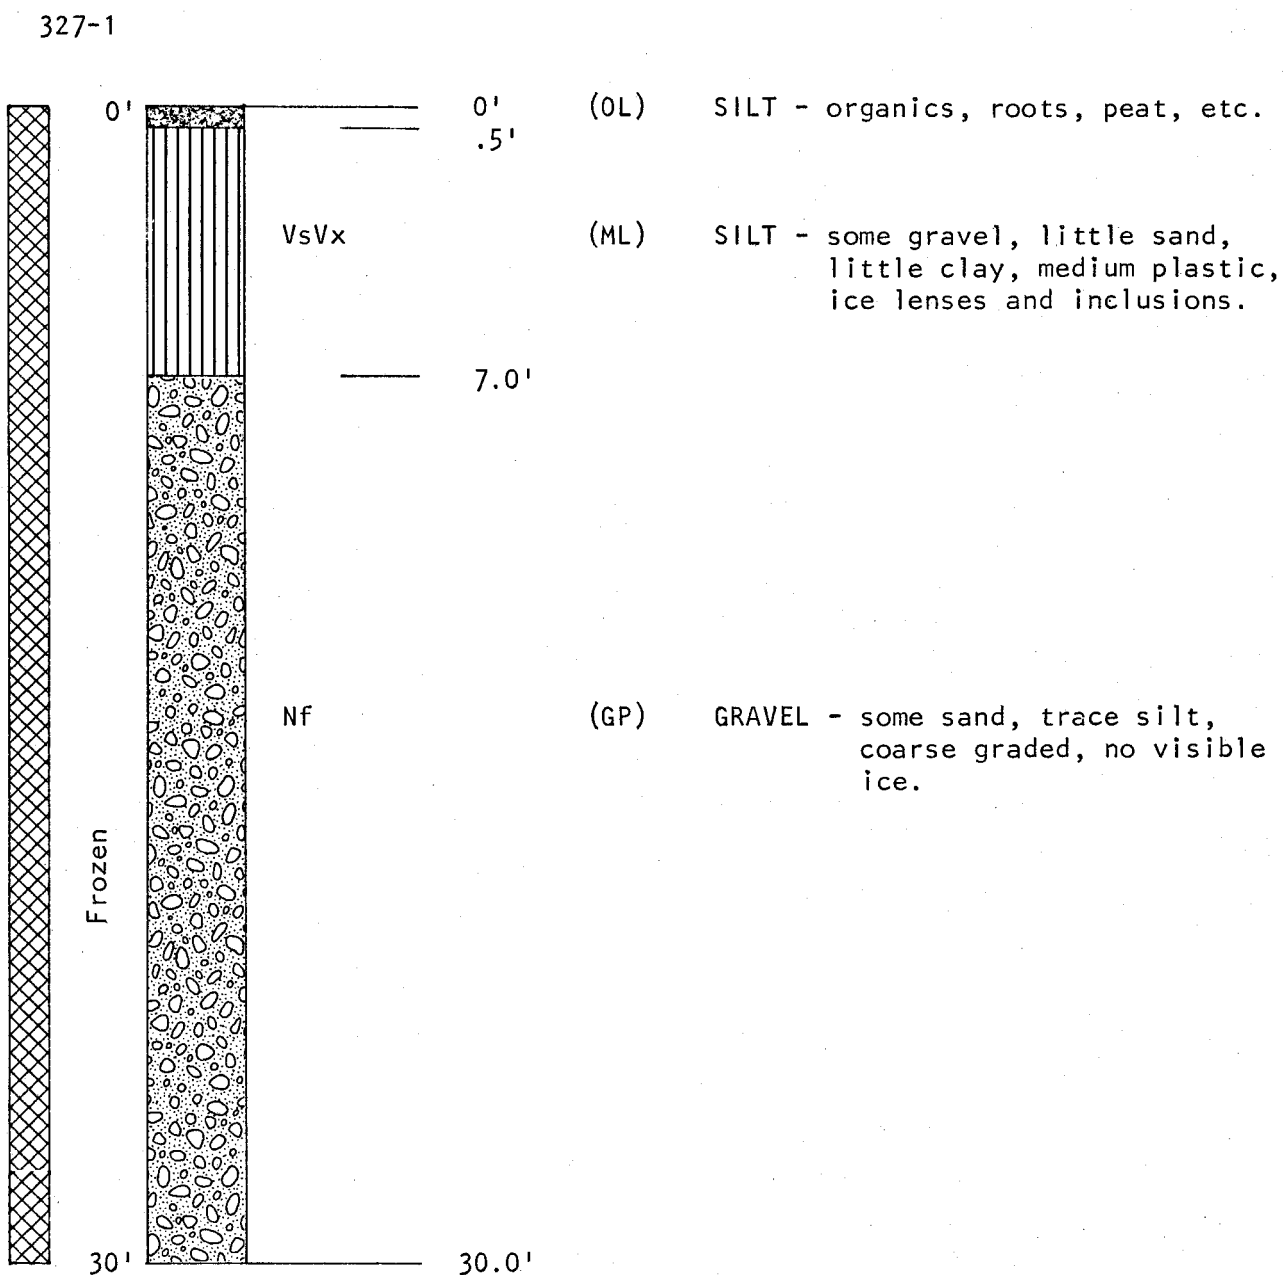 327-1
0' 0' (OL) SILT - organics, roots, peat, etc.
.5'
VsVx (ML) SILT - some gravel, little sand,
little clay, medium plastic,
ice lenses and inclusions.
7.0'
Nf (GP) GRAVEL - some sand, trace silt,
coarse graded, no visible
ice.
Frozen
30' 30.0'